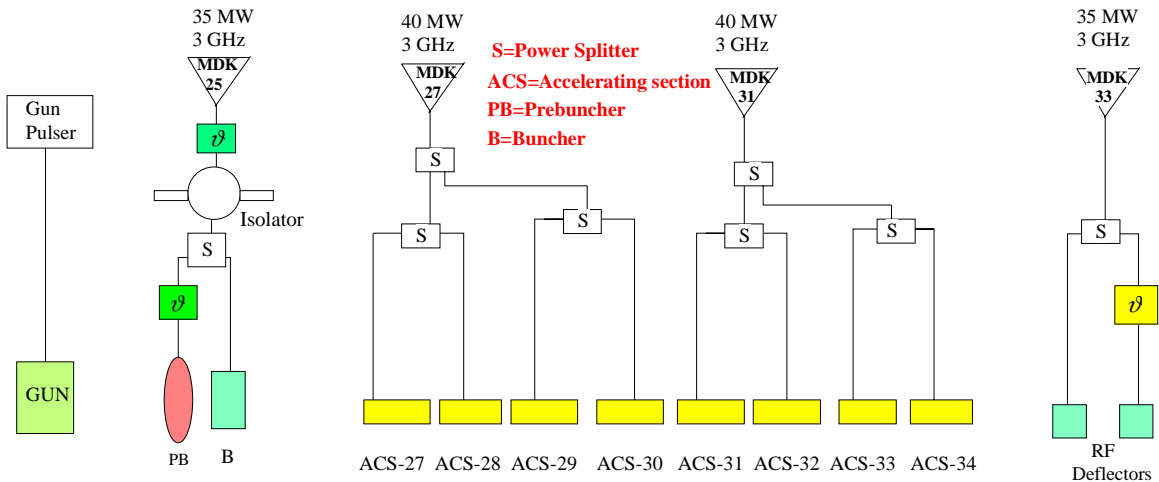 35 MW
3 GHz
MDK
25
40 MW
3 GHz
MDK
27
S=Power Splitter
ACS=Accelerating section
PB=Prebuncher
B=Buncher
40 MW
3 GHz
MDK
31
35 MW
3 GHz
MDK
33
Gun
Pulser
ϑ
Isolator
S
S
S
S
S
S
S
S
ϑ
ϑ
GUN
PB
B
ACS-27
ACS-28
ACS-29
ACS-30
ACS-31
ACS-32
ACS-33
ACS-34
RF
Deflectors